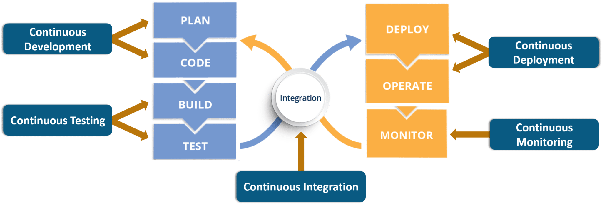 Continuous
Development
PLAN
CODE
Continuous Testing
BUILD
TEST
Integration
Continuous Integration
DEPLOY
OPERATE
MONITOR
Continuous
Deployment
Continuous
Monitoring